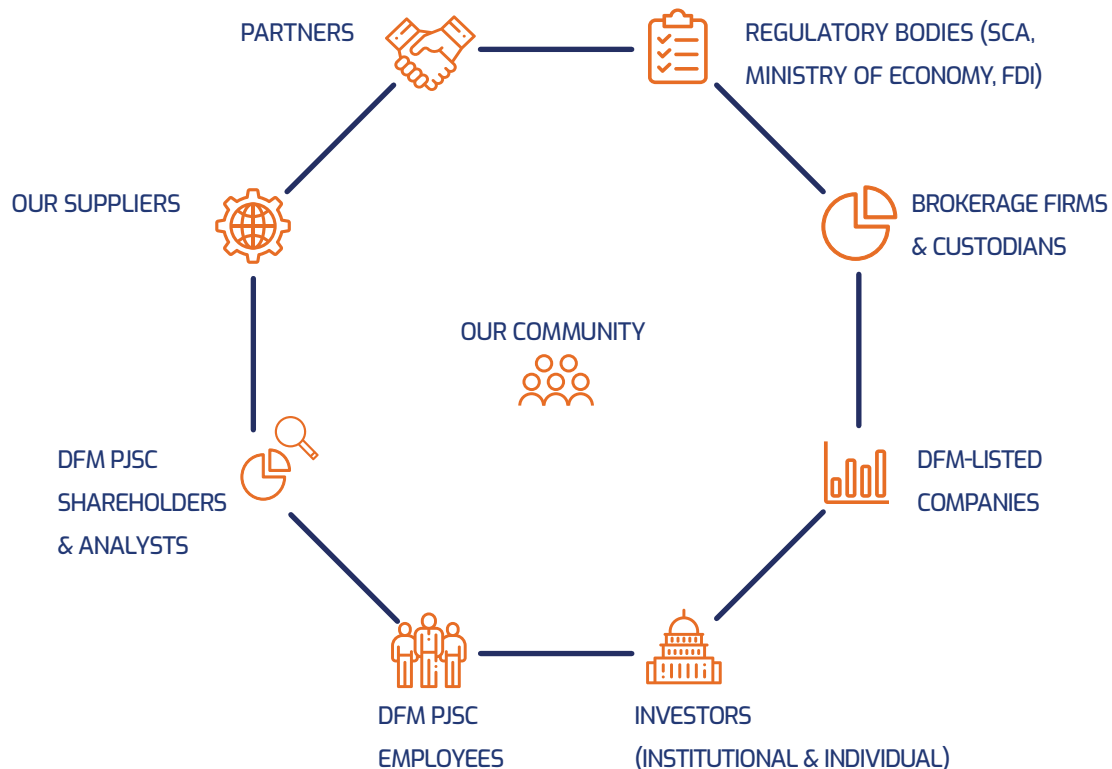 PARTNERS
REGULATORY BODIES (SCA,
MINISTRY OF ECONOMY, FDI)
OUR SUPPLIERS
BROKERAGE FIRMS
& CUSTODIANS
OUR COMMUNITY
DFM PJSC
SHAREHOLDERS
& ANALYSTS
DFM-LISTED
COMPANIES
DFM PJSC
EMPLOYEES
INVESTORS
(INSTITUTIONAL & INDIVIDUAL)